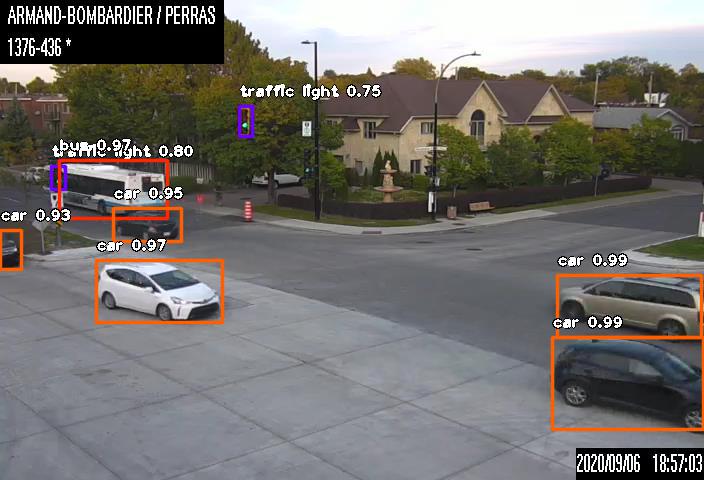 ARMAND-BOMBARDIER / PERRAS
1376-436 *
traffic light 0.75
bus 0.97
traffic light 0.80
car 0.95
car 0.93
car 0.97
car 0.99
car 0.99
2020/09/06 18:57:03